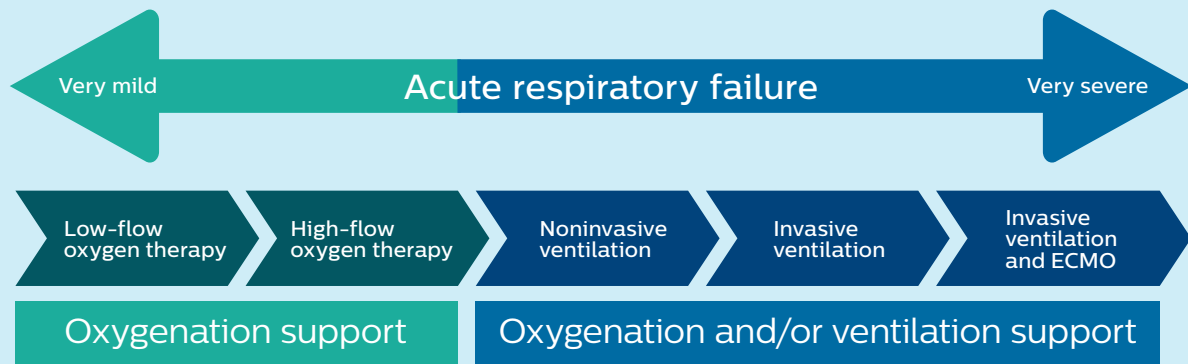 Very mild
Acute respiratory failure
Very severe
Low-flow
oxygen therapy
High-flow
oxygen therapy
Noninvasive
ventilation
Invasive
ventilation
Invasive
ventilation
and ECMO
Oxygenation support
Oxygenation and/or ventilation support